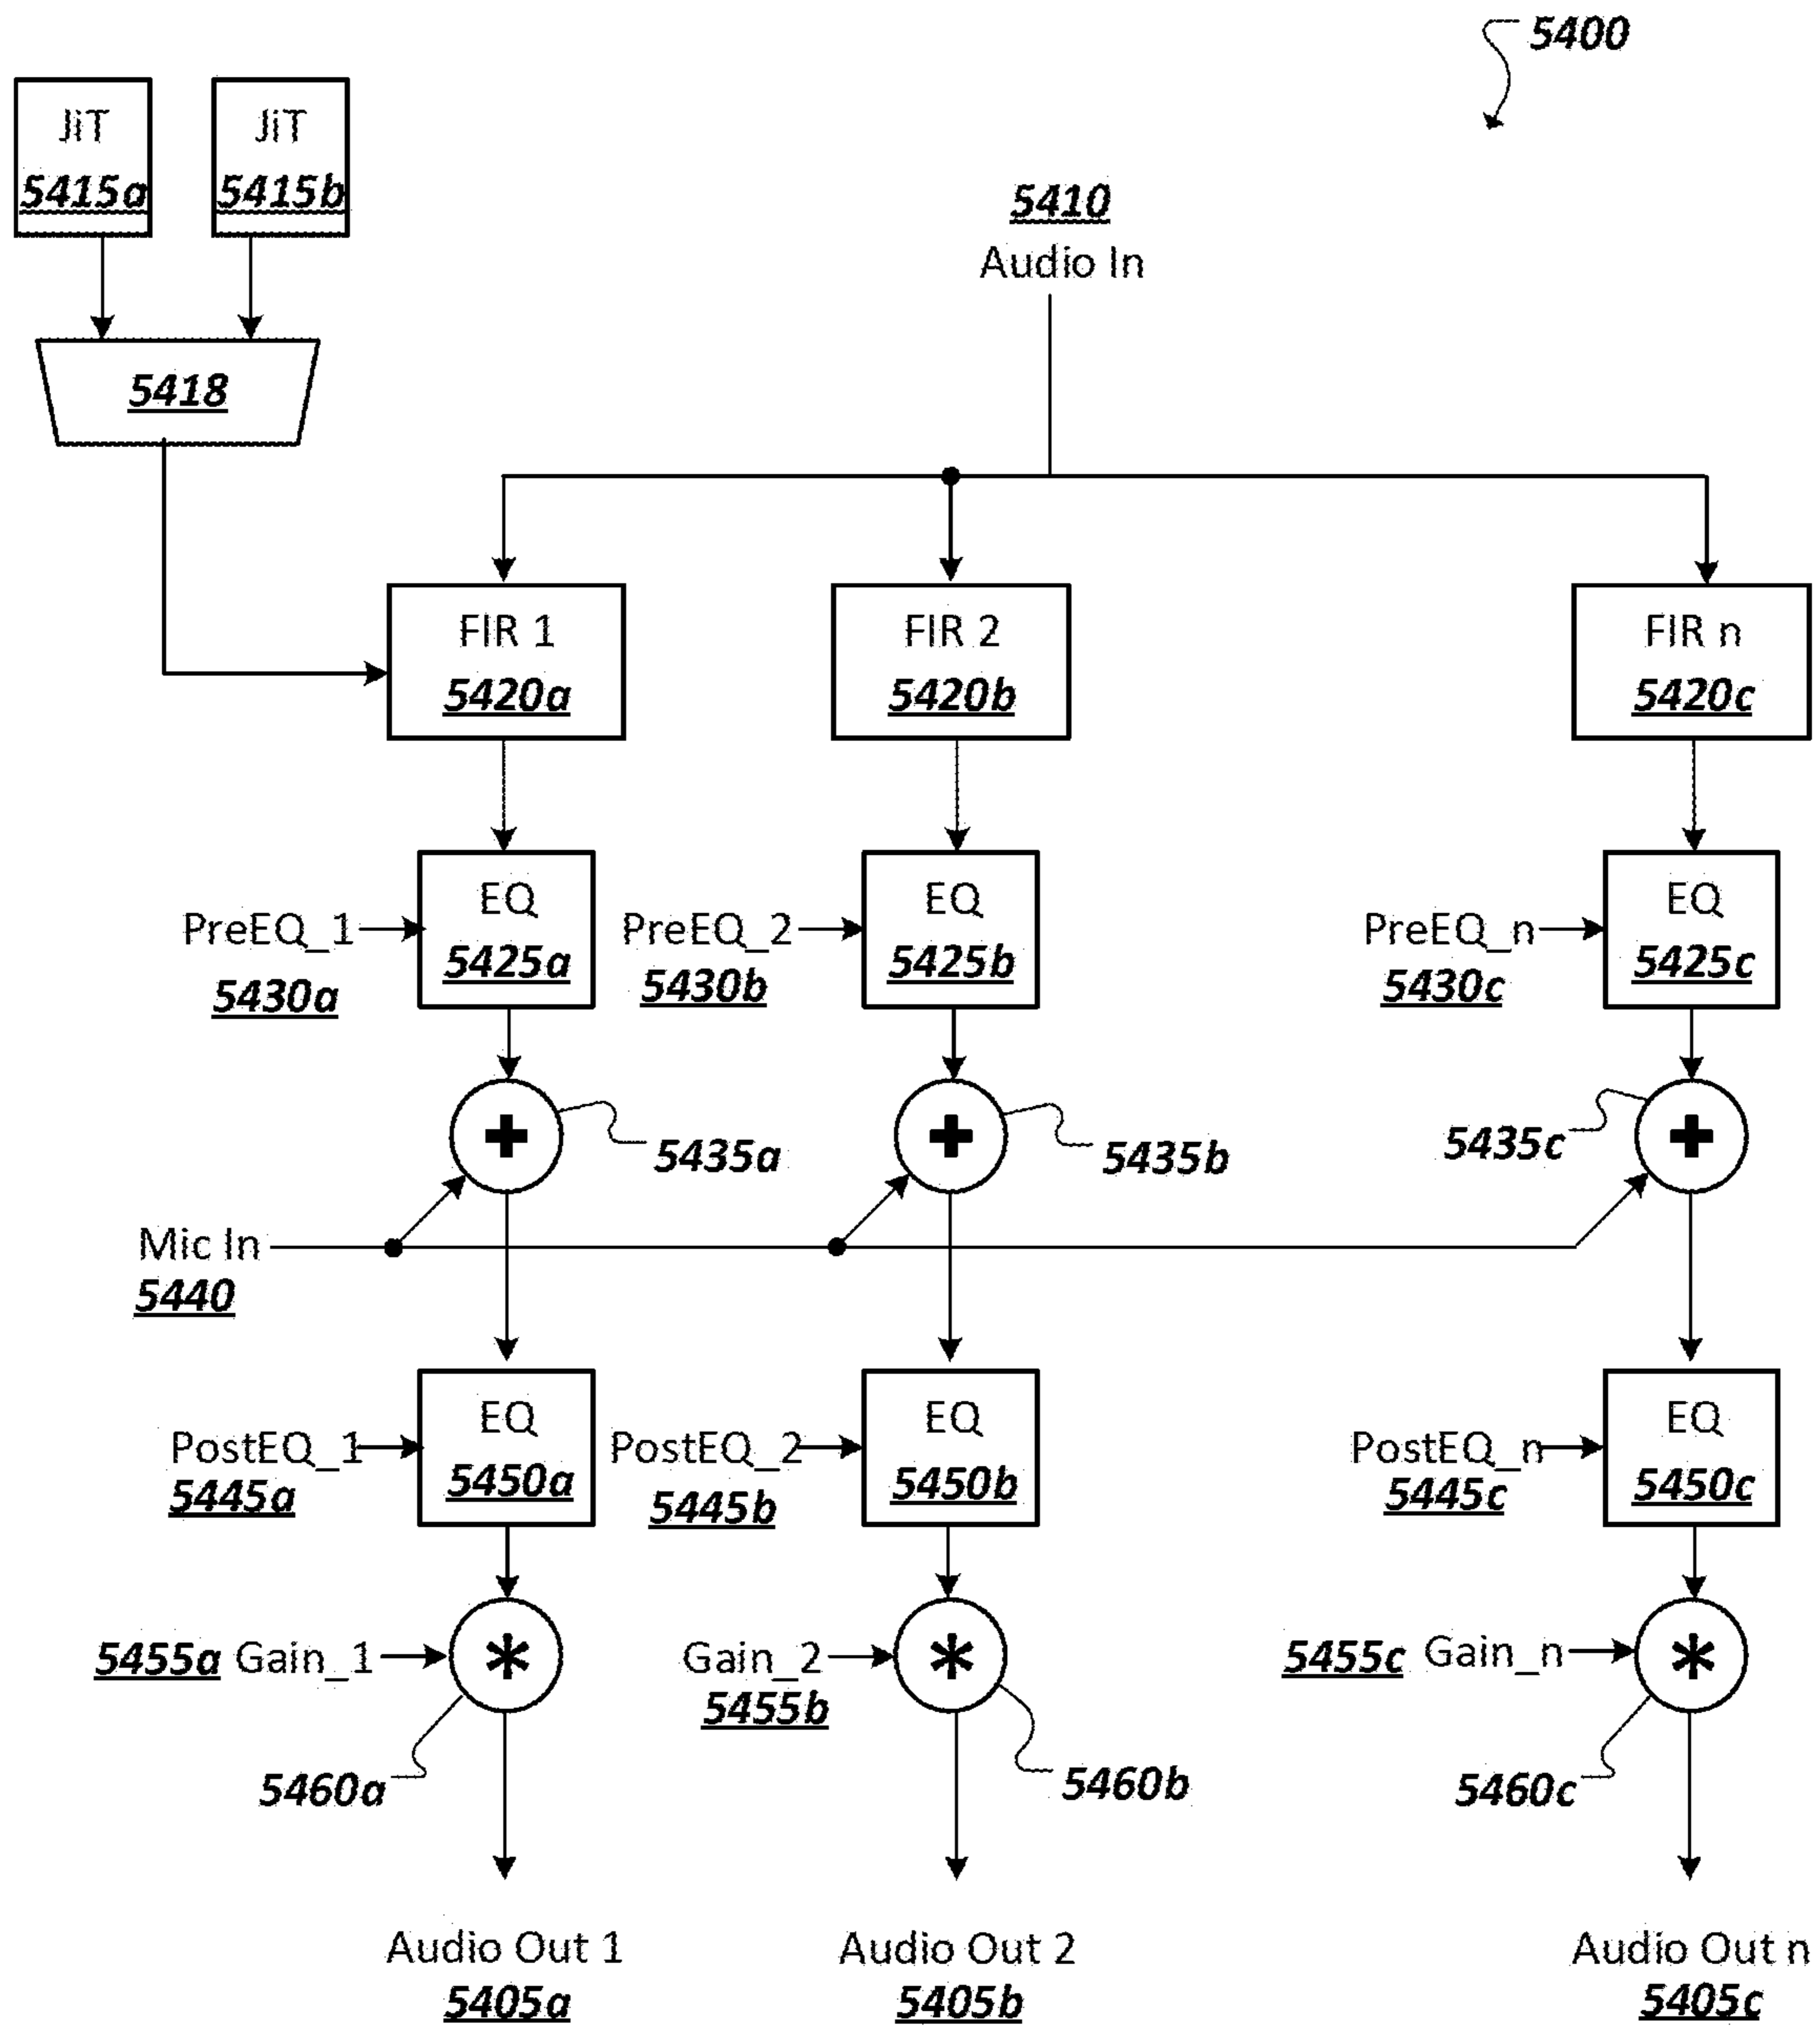 5400
JiT
5415a
JiT
5415b
5410
Audio In
5418
FIR 1
5420a
FIR 2
5420b
FIR n
5420c
EQ
5425a
PreEQ_1
5430a
EQ
5425b
PreEQ_2
5430b
EQ
5425c
PreEQ_n
5430c
+
5435a
+
5435b
+
5435c
Mic In
5440
EQ
5450a
PostEQ_1
5445a
EQ
5450b
PostEQ_2
5445b
EQ
5450c
PostEQ_n
5445c
5455a Gain_1
*
5460a
Gain_2
5455b
*
5460b
5455c Gain_n
*
5460c
Audio Out 1
5405a
Audio Out 2
5405b
Audio Out n
5405c